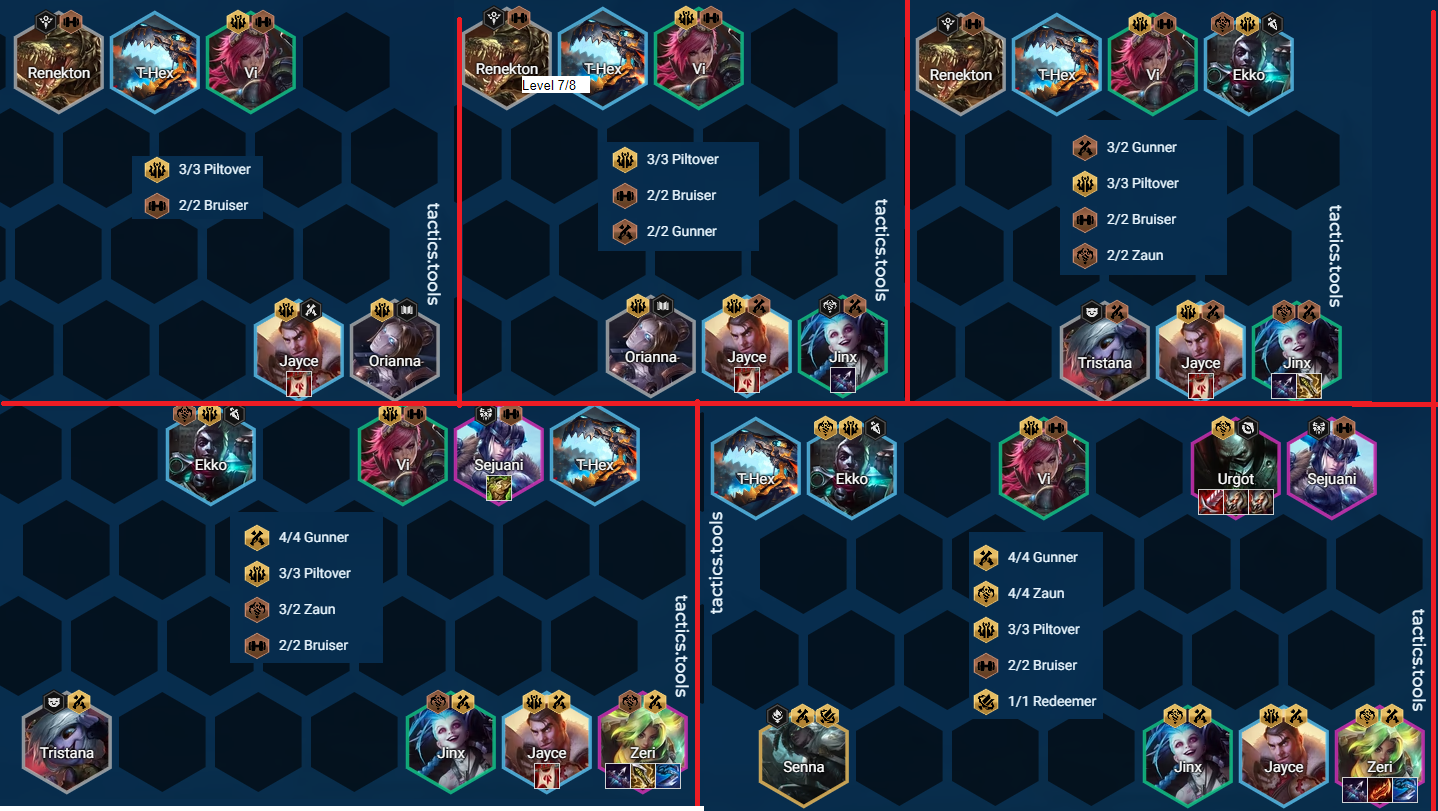 Renekton
T-Hex
Vi
3/3 Piltover
2/2 Bruiser
tactics.tools
Jayce
Orianna
Renekton
T-Hex
Vi
Level 7/8
3/3 Piltover
2/2 Bruiser
2/2 Gunner
tactics.tools
Orianna
Jayce
Jinx
Renekton
T-Hex
Vi
Ekko
3/2 Gunner
3/3 Piltover
2/2 Bruiser
2/2 Zaun
tactics.tools
Tristana
Jayce
Jinx
Ekko
Vi
Sejuani
T-Hex
4/4 Gunner
3/3 Piltover
3/2 Zaun
2/2 Bruiser
tactics.tools
Tristana
Jinx
Jayce
Zeri
T-Hex
Ekko
Vi
Urgot
Sejuani
tactics.tools
4/4 Gunner
4/4 Zaun
3/3 Piltover
2/2 Bruiser
1/1 Redeemer
tactics.tools
Senna
Jinx
Jayce
Zeri